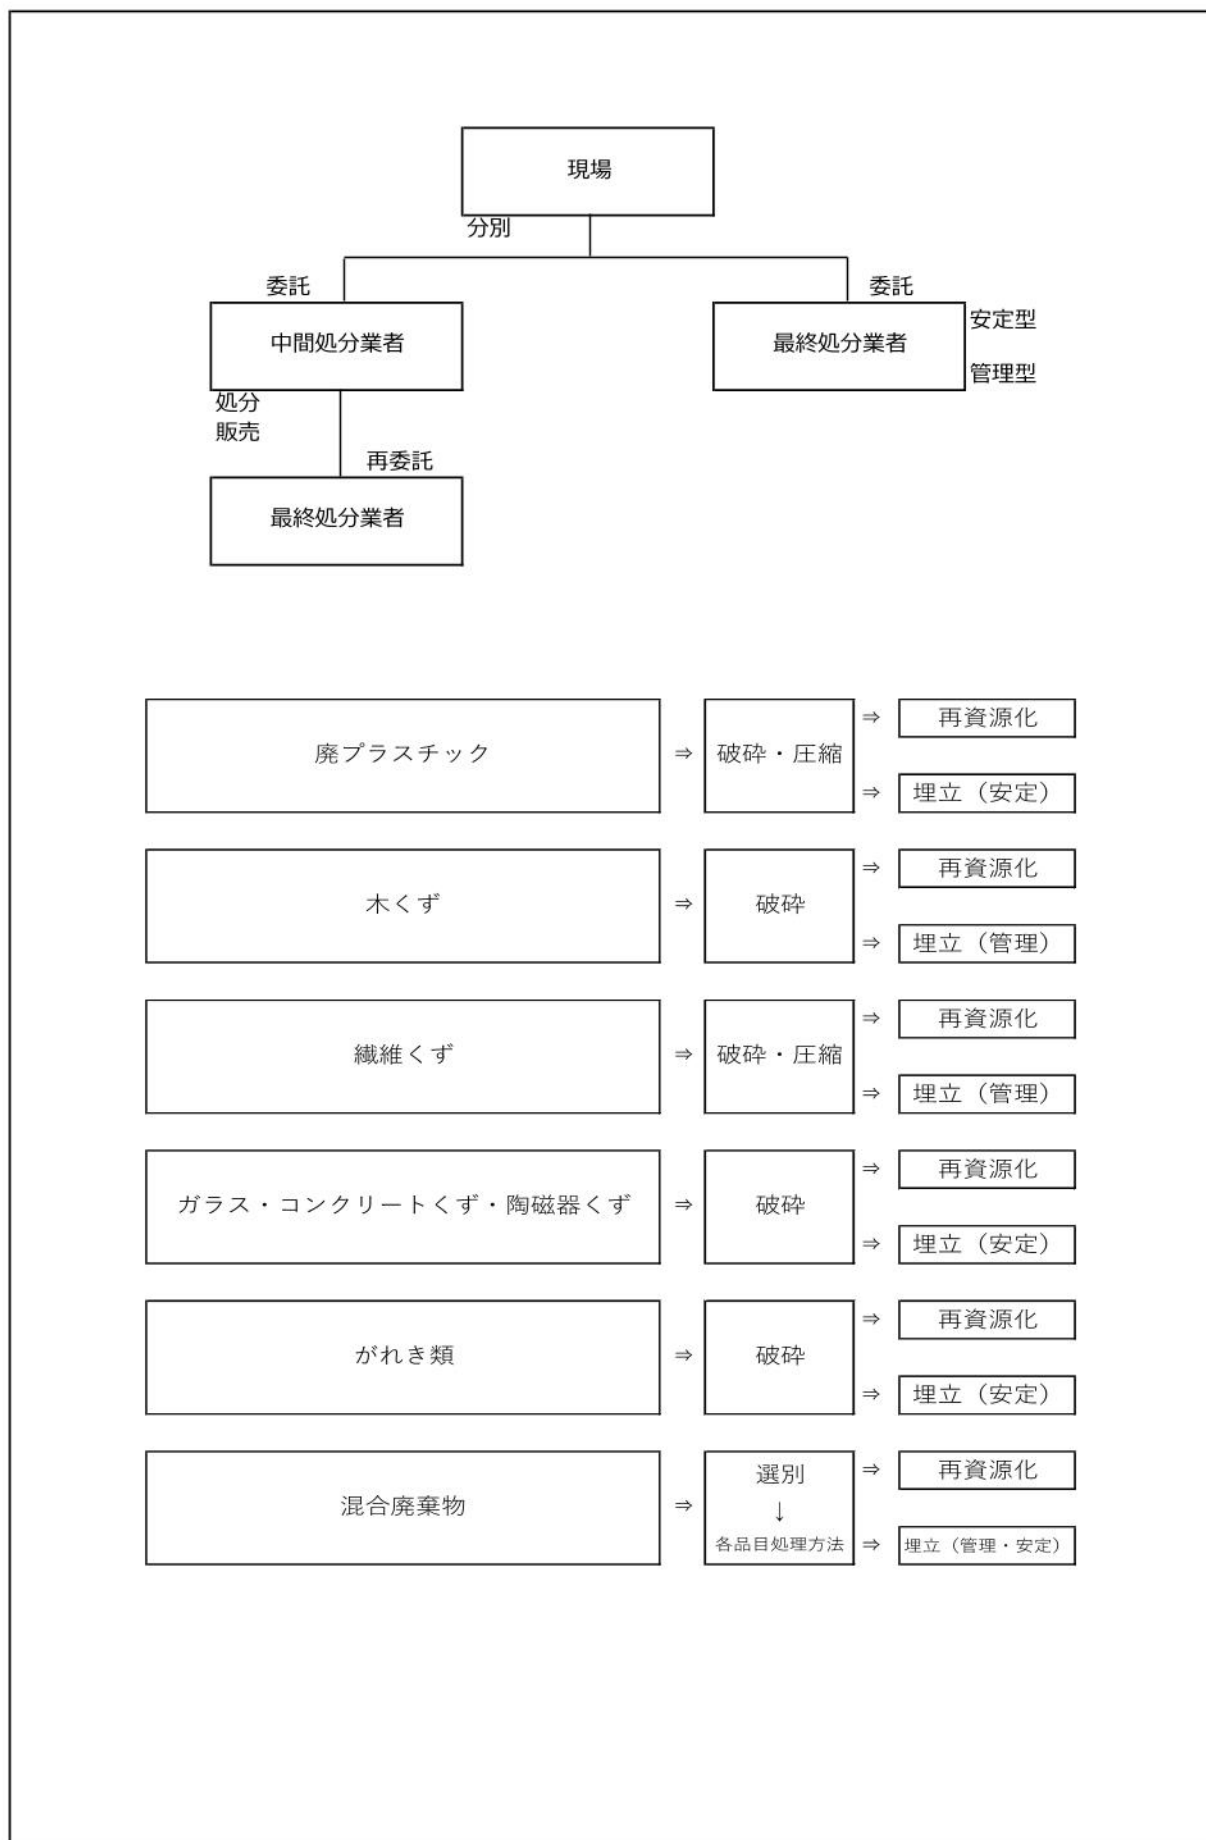 現場
分別
委託
委託
中間処分業者
最終処分業者
安定型
管理型
処分
販売
再委託
最終処分業者
廃プラスチック
⇒
破砕・圧縮
⇒
再資源化
⇒
埋立（安定）
木くず
⇒
破砕
⇒
再資源化
⇒
埋立（管理）
繊維くず
⇒
破砕・圧縮
⇒
再資源化
⇒
埋立（管理）
ガラス・コンクリートくず・陶磁器くず
⇒
破砕
⇒
再資源化
⇒
埋立（安定）
がれき類
⇒
破砕
⇒
再資源化
⇒
埋立（安定）
混合廃棄物
⇒
選別
↓
各品目処理方法
⇒
再資源化
⇒
埋立（管理・安定）